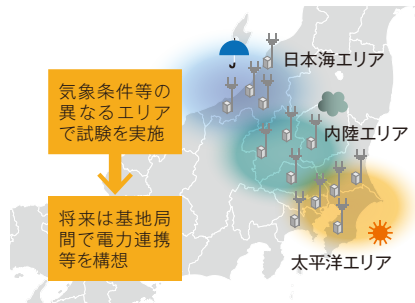 日本海エリア
気象条件等の
異なるエリア
で試験を実施
内陸エリア
将来は基地局
間で電力連携
等を構想
太平洋エリア